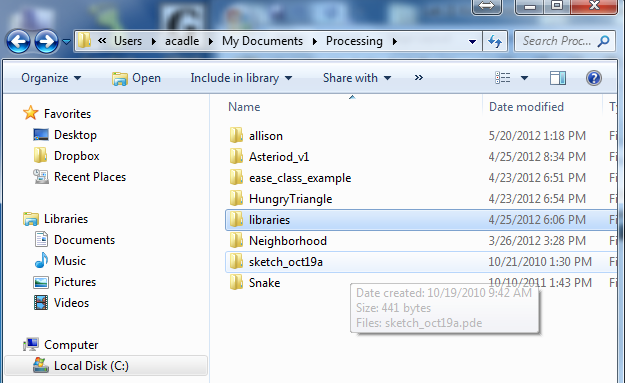 « Users ▸ acadle ▸ My Documents ▸ Processing ▸ Search Proc...
Organize ▾ Open Include in library ▾ Share with ▾ »
Name Date modified Ty
Favorites
Desktop
Dropbox
Recent Places
Libraries
Documents
Music
Pictures
Videos
Computer
Local Disk (C:)
allison 5/20/2012 1:18 PM Fi
Asteriod_v1 4/25/2012 8:34 PM Fi
ease_class_example 4/23/2012 6:51 PM Fi
HungryTriangle 4/23/2012 6:54 PM Fi
libraries 4/25/2012 6:06 PM Fi
Neighborhood 3/26/2012 3:28 PM Fi
sketch_oct19a 10/21/2010 1:30 PM Fi
Snake 10/10/2011 1:43 PM Fi
Date created: 10/19/2010 9:42 AM
Size: 441 bytes
Files: sketch_oct19a.pde